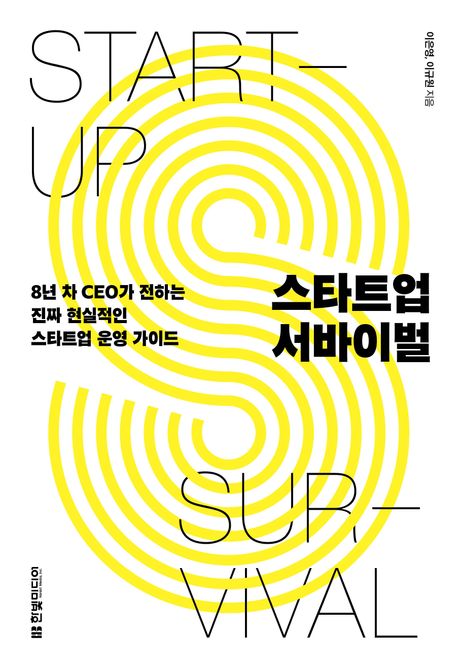 START-
UP
이은영, 이규원 지음
8년 차 CEO가 전하는
진짜 현실적인
스타트업 운영 가이드
스타트업
서바이벌
SUR-
VIVAL
한빛미디어